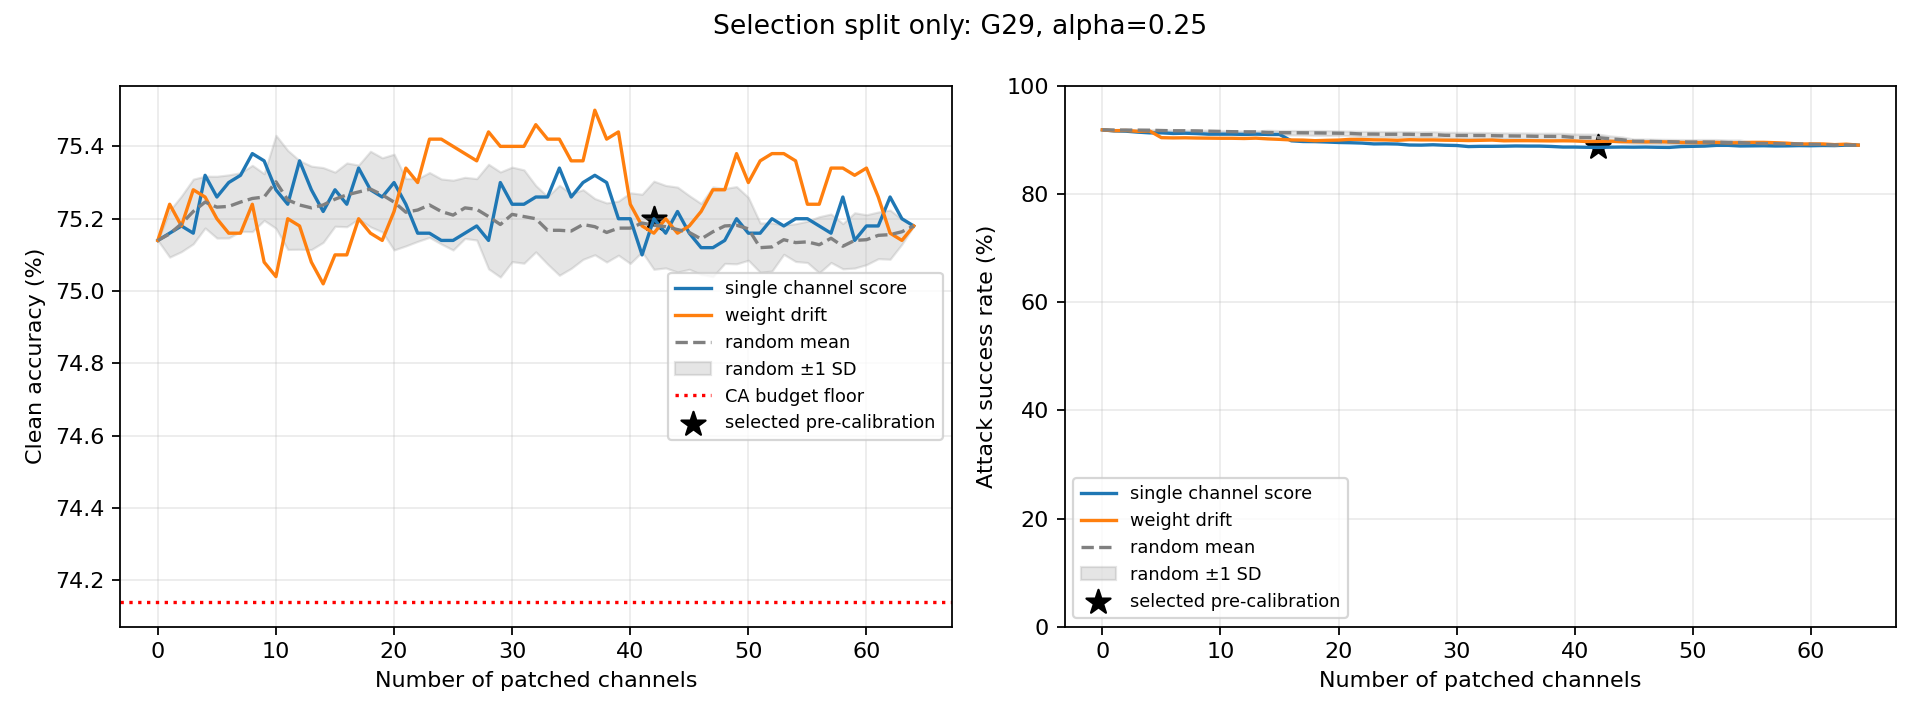 Selection split only: G29, alpha=0.25
Clean accuracy (%)
75.4
75.2
75.0
74.8
74.6
74.4
74.2
single channel score
weight drift
random mean
random ±1 SD
CA budget floor
selected pre-calibration
0 10 20 30 40 50 60
Number of patched channels
Attack success rate (%)
100
80
60
40
20
0
single channel score
weight drift
random mean
random ±1 SD
selected pre-calibration
0 10 20 30 40 50 60
Number of patched channels